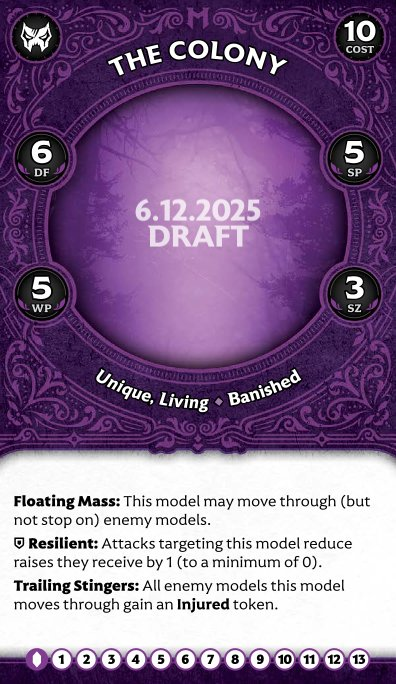 THE COLONY
10
COST
6
DF
5
SP
6.12.2025
DRAFT
5
WP
3
SZ
Unique, Living ◆ Banished
Floating Mass: This model may move through (but
not stop on) enemy models.
Resilient: Attacks targeting this model reduce
raises they receive by 1 (to a minimum of 0).
Trailing Stingers: All enemy models this model
moves through gain an Injured token.
1 2 3 4 5 6 7 8 9 10 11 12 13